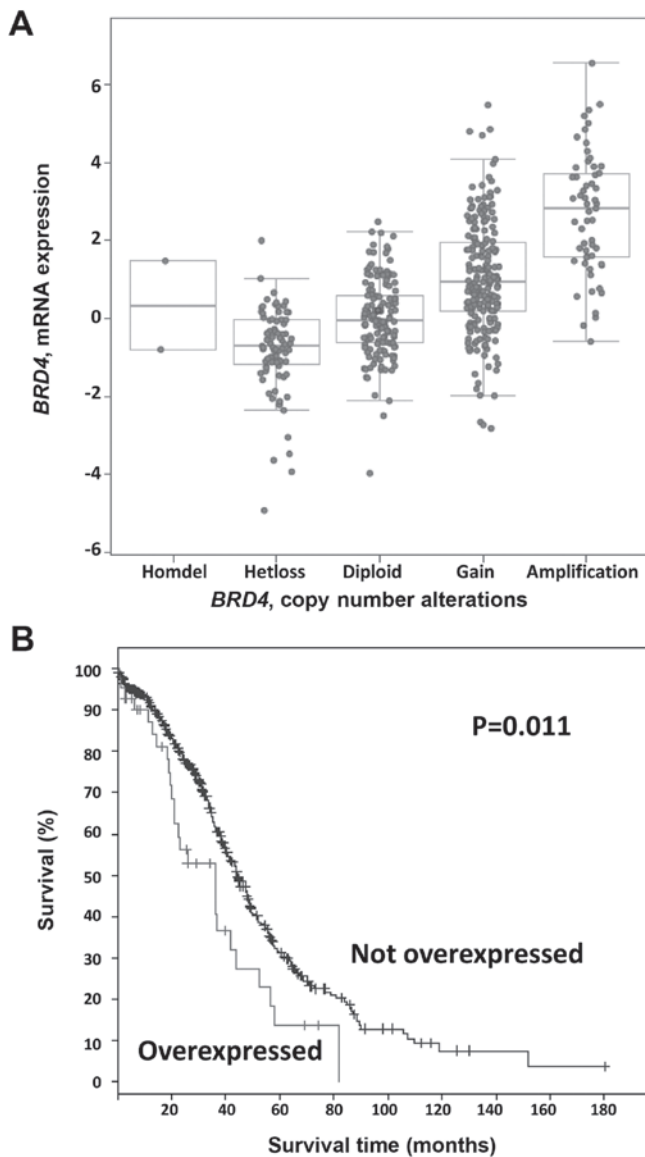 A
BRD4, mRNA expression
6
4
2
0
-2
-4
-6
Homdel Hetloss Diploid Gain Amplification
BRD4, copy number alterations
B
Survival (%)
100
90
80
70
60
50
40
30
20
10
0
P=0.011
Not overexpressed
Overexpressed
20 40 60 80 100 120 140 160 180
Survival time (months)